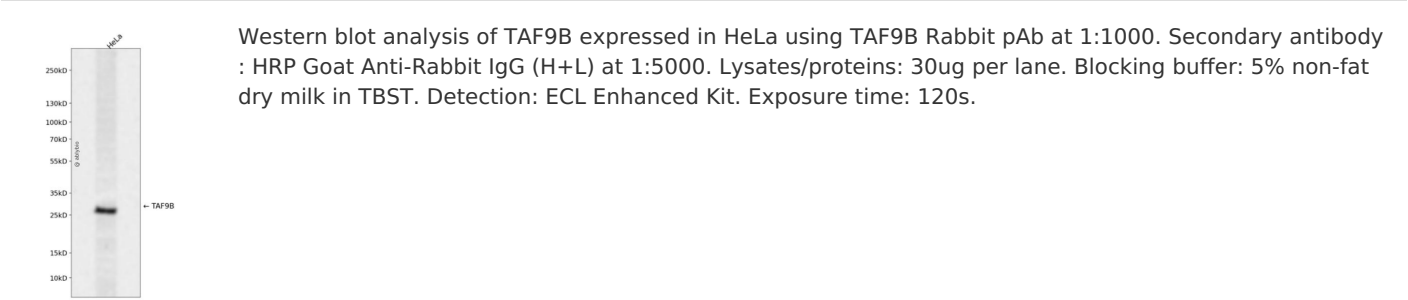 HeLa
250kD
130kD
100kD
70kD
55kD
35kD
25kD
15kD
10kD
← TAF9B
Western blot analysis of TAF9B expressed in HeLa using TAF9B Rabbit pAb at 1:1000. Secondary antibody
: HRP Goat Anti-Rabbit IgG (H+L) at 1:5000. Lysates/proteins: 30ug per lane. Blocking buffer: 5% non-fat
dry milk in TBST. Detection: ECL Enhanced Kit. Exposure time: 120s.